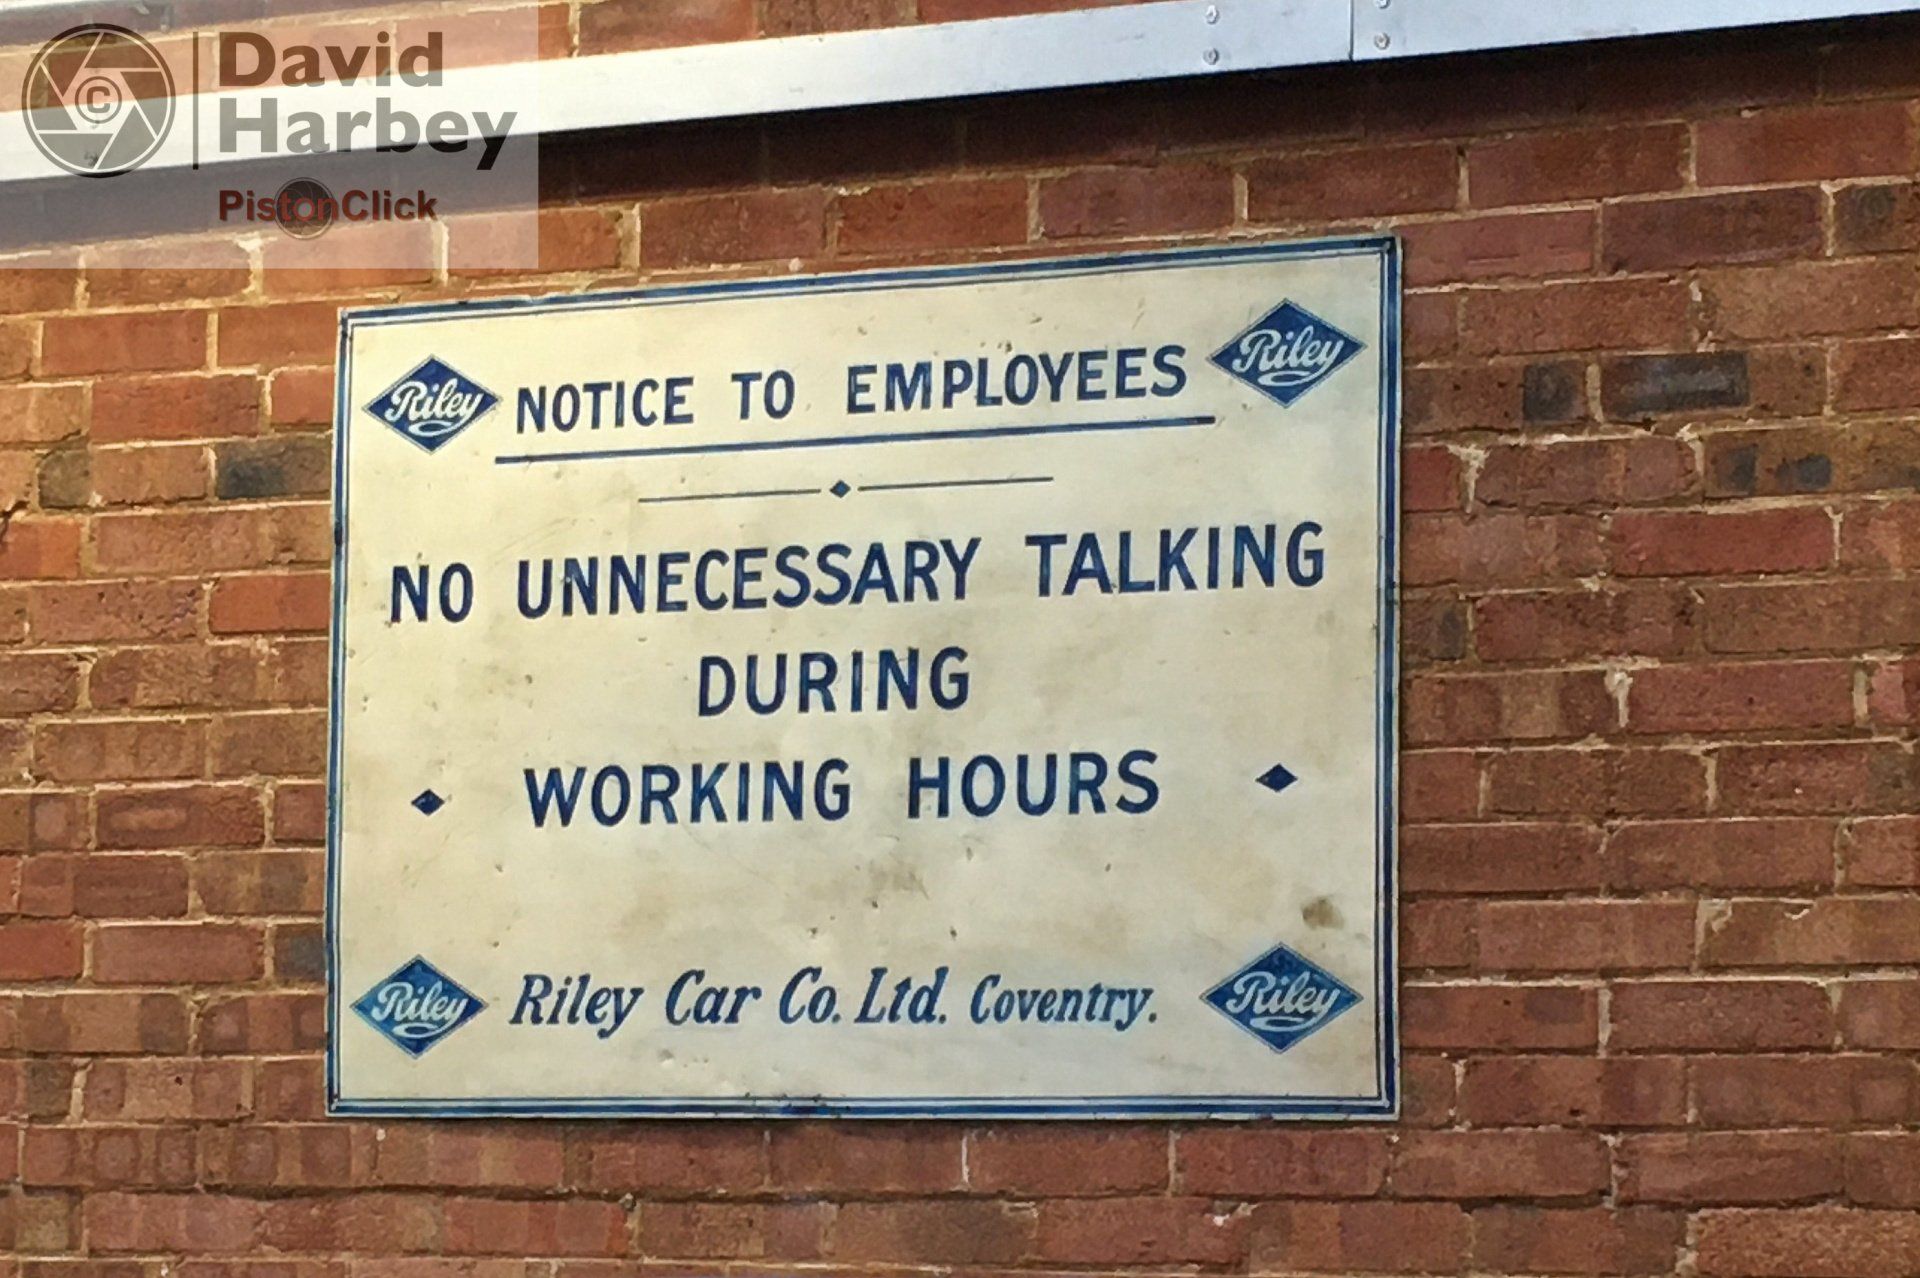 © David
Harbey
PistonClick
Riley NOTICE TO EMPLOYEES Riley
NO UNNECESSARY TALKING
DURING
WORKING HOURS
Riley Riley Car Co. Ltd. Coventry. Riley